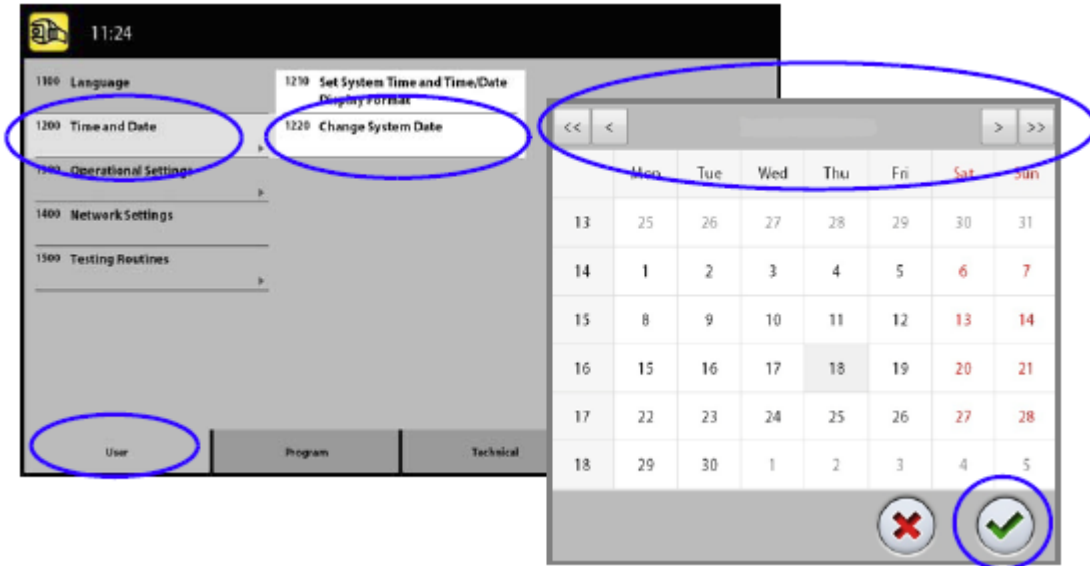 11:24
1100 Language
1200 Time and Date
1300 Operational Settings
1400 Network Settings
1500 Testing Routines
1210 Set System Time and Time/Date
Display Format
1220 Change System Date
User
Program
Technical
<< < > >>
Mon Tue Wed Thu Fri Sat Sun
13 25 26 27 28 29 30 31
14 1 2 3 4 5 6 7
15 8 9 10 11 12 13 14
16 15 16 17 18 19 20 21
17 22 23 24 25 26 27 28
18 29 30 1 2 3 4 5